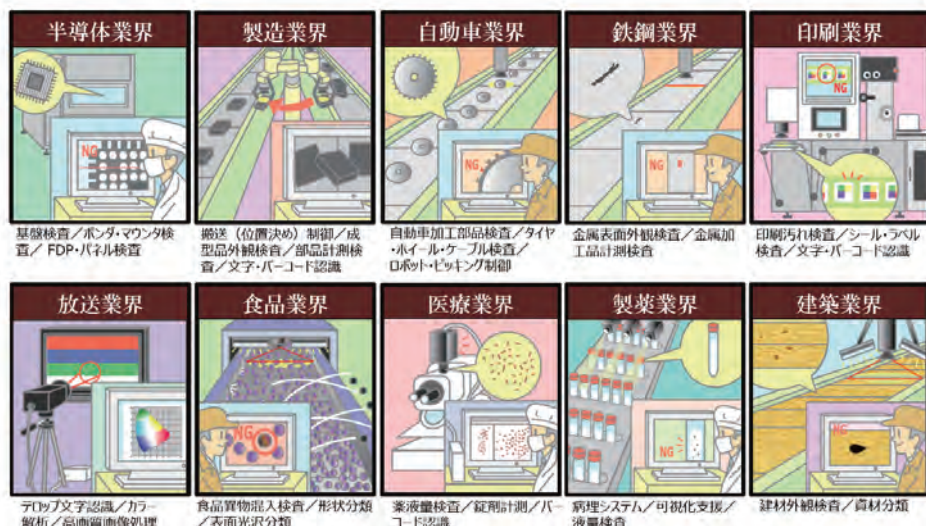 半導体業界
NG
基盤検査／ボンダ・マウンタ検
査／ FDP・パネル検査
製造業界
搬送（位置決め）制御／成
型品外観検査／部品計測検
査／文字・バーコード認識
自動車業界
NG
自動車加工部品検査／タイヤ
・ホイール・ケーブル検査／
ロボット・ピッキング制御
鉄鋼業界
NG
金属表面外観検査／金属加
工品計測検査
印刷業界
NG
印刷汚れ検査／シール・ラベル
検査／文字・バーコード認識
放送業界
テロップ文字認識／カラー
解析／高画質画像処理
食品業界
NG
食品異物混入検査／形状分類
／表面光沢分類
医療業界
薬液量検査／錠剤計測／バ
ーコード認識
製薬業界
NG
病理システム／可視化支援／
液量検査
建築業界
NG
建材外観検査／資材分類